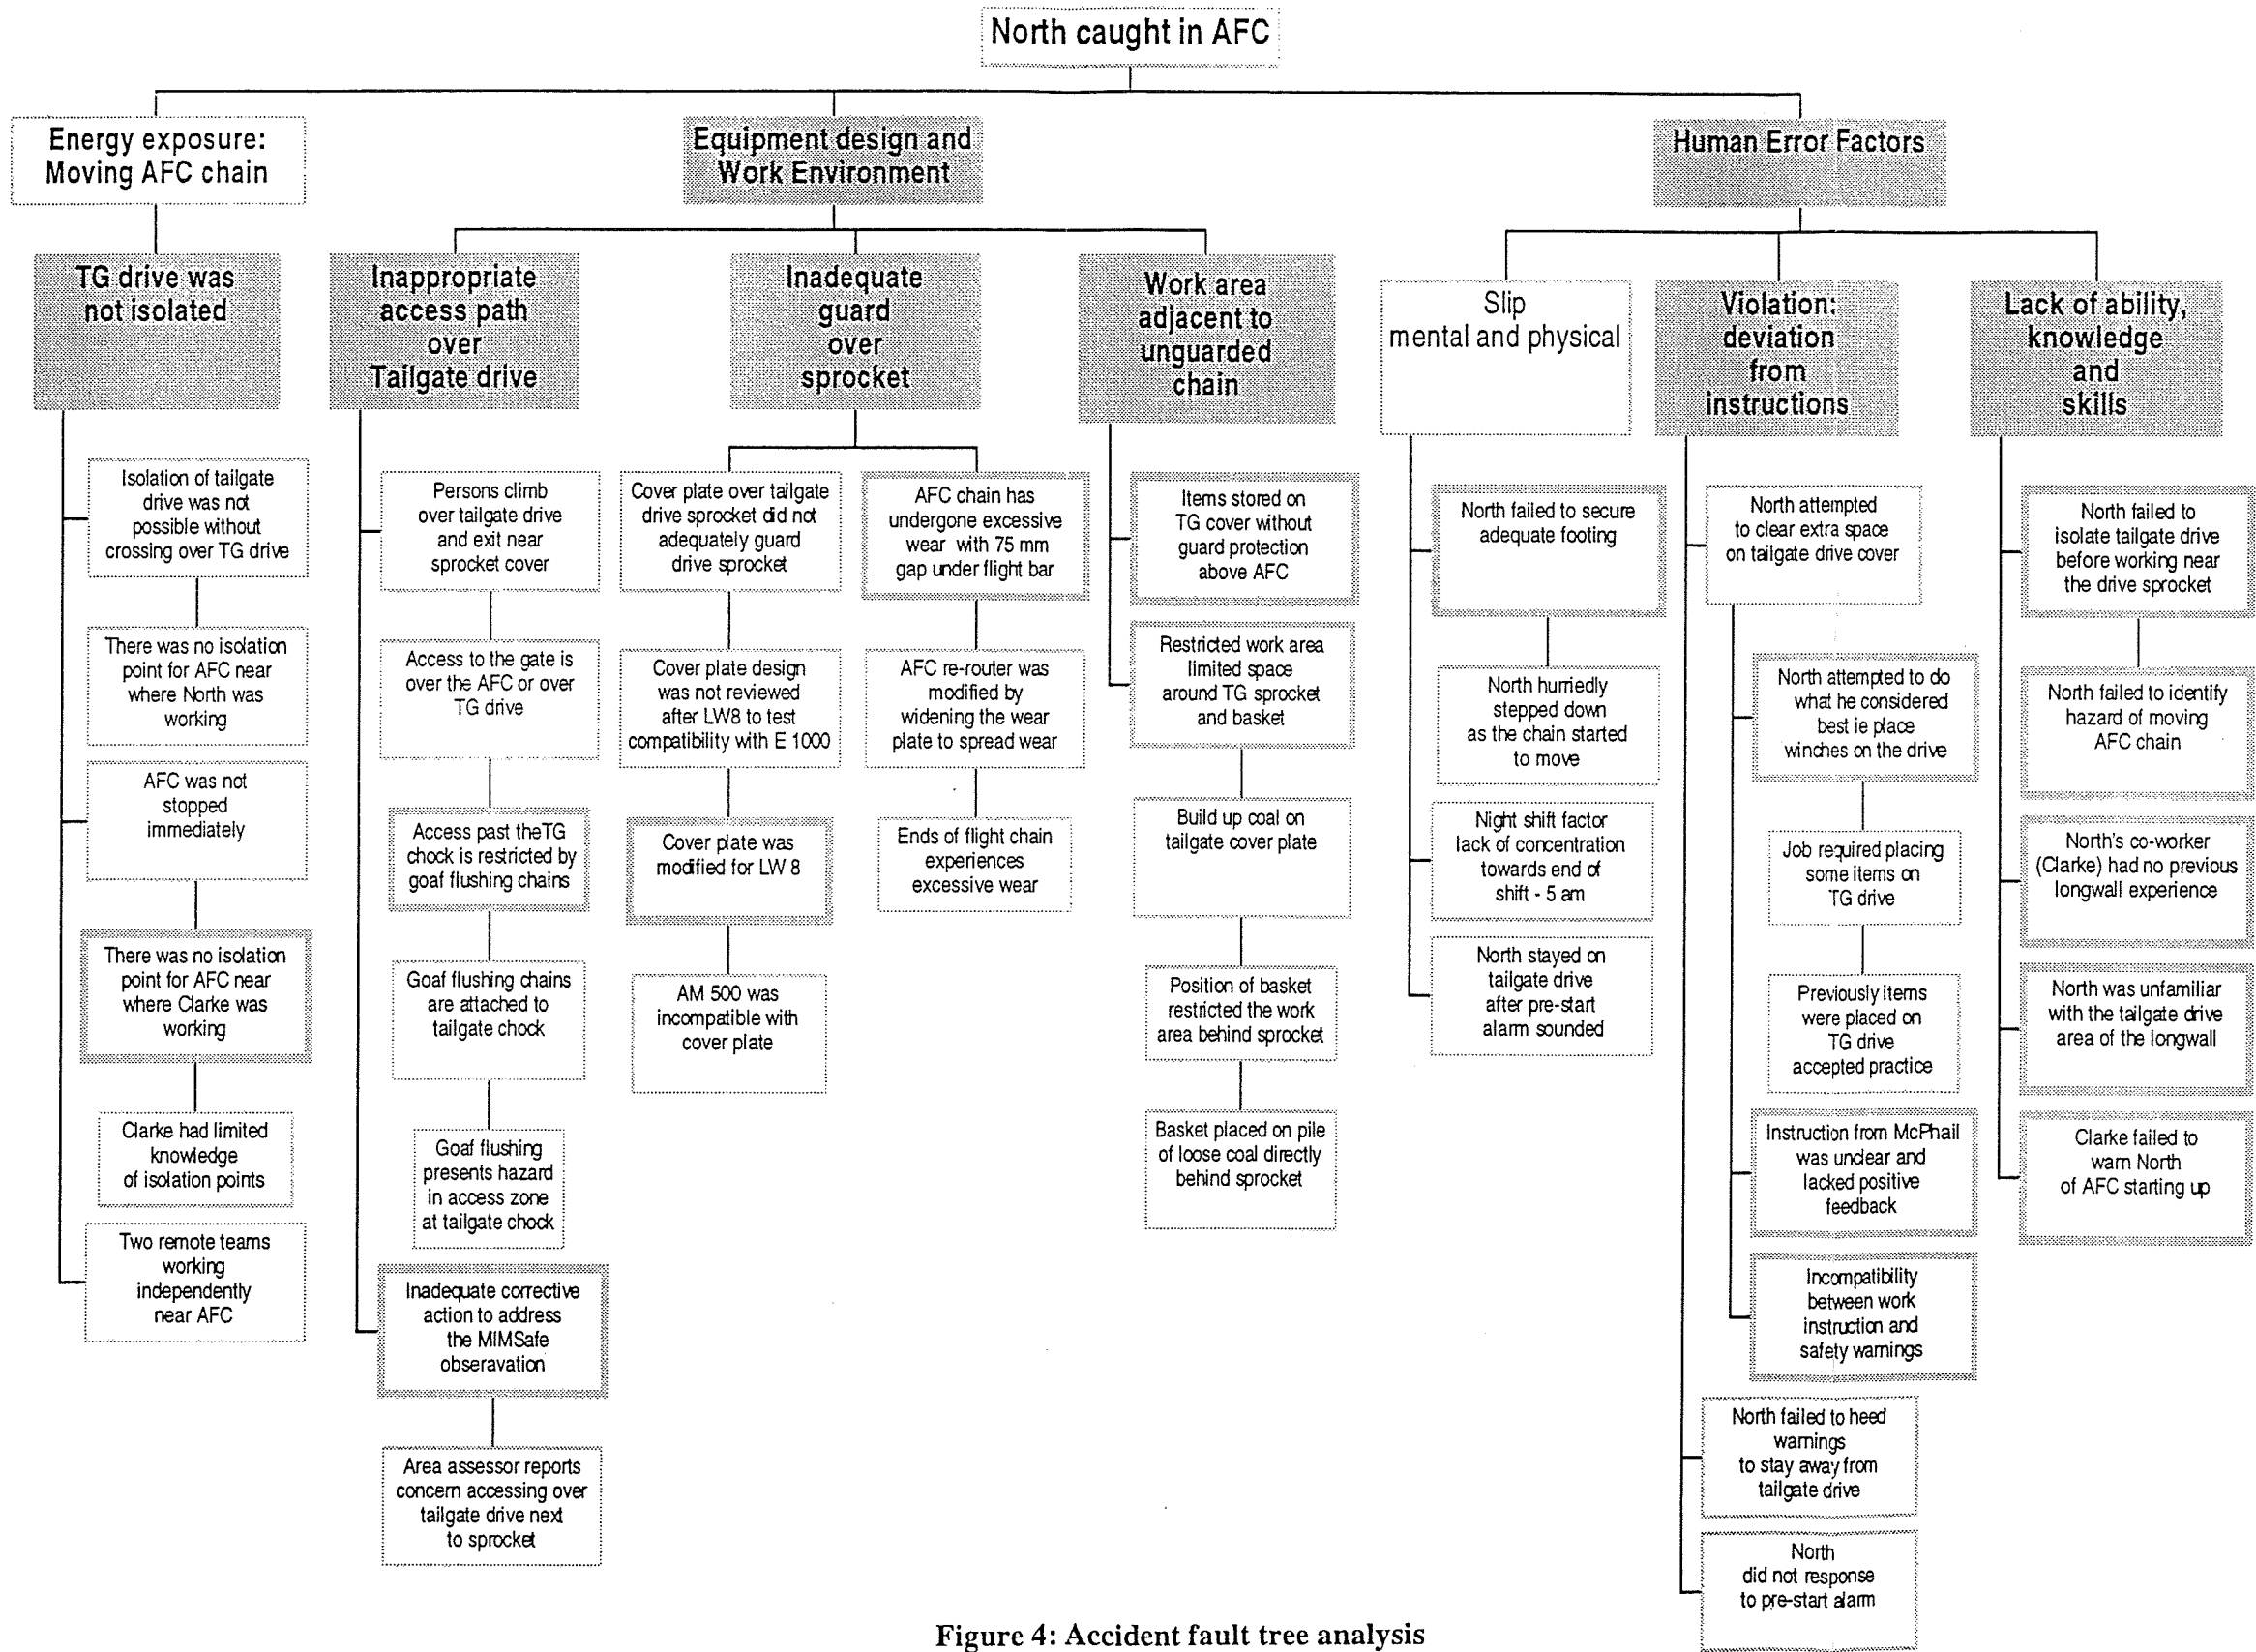 North caught in AFC
Energy exposure:
Moving AFC chain
Equipment design and
Work Environment
Human Error Factors
TG drive was
not isolated
Inappropriate
access path
over
Tailgate drive
Inadequate
guard
over
sprocket
Work area
adjacent to
unguarded
chain
Slip
mental and physical
Violation:
deviation
from
instructions
Lack of ability,
knowledge
and
skills
Isolation of tailgate
drive was not
possible without
crossing over TG drive
There was no isolation
point for AFC near
where North was
working
AFC was not
stopped
immediately
There was no isolation
point for AFC near
where Clarke was
working
Clarke had limited
knowledge
of isolation points
Two remote teams
working
independently
near AFC
Persons climb
over tailgate drive
and exit near
sprocket cover
Access to the gate is
over the AFC or over
TG drive
Access past theTG
chock is restricted by
goaf flushing chains
Goaf flushing chains
are attached to
tailgate chock
Goaf flushing
presents hazard
in access zone
at tailgate chock
Inadequate corrective
action to address
the MIMSafe
obseravation
Area assessor reports
concern accessing over
tailgate drive next
to sprocket
Cover plate over tailgate
drive sprocket did not
adequately guard
drive sprocket
Cover plate design
was not reviewed
after LW8 to test
compatibility with E 1000
Cover plate was
modified for LW 8
AM 500 was
incompatible with
cover plate
AFC chain has
undergone excessive
wear with 75 mm
gap under flight bar
AFC re-router was
modified by
widening the wear
plate to spread wear
Ends of flight chain
experiences
excessive wear
Items stored on
TG cover without
guard protection
above AFC
Restricted work area
limited space
around TG sprocket
and basket
Build up coal on
tailgate cover plate
Position of basket
restricted the work
area behind sprocket
Basket placed on pile
of loose coal directly
behind sprocket
North failed to secure
adequate footing
North hurriedly
stepped down
as the chain started
to move
Night shift factor
lack of concentration
towards end of
shift - 5 am
North stayed on
tailgate drive
after pre-start
alarm sounded
North attempted
to clear extra space
on tailgate drive cover
North attempted to do
what he considered
best ie place
winches on the drive
Job required placing
some items on
TG drive
Previously items
were placed on
TG drive
accepted practice
Instruction from McPhail
was unclear and
lacked positive
feedback
Incompatibility
between work
instruction and
safety warnings
North failed to heed
warnings
to stay away from
tailgate drive
North
did not response
to pre-start alarm
North failed to
isolate tailgate drive
before working near
the drive sprocket
North failed to identify
hazard of moving
AFC chain
North's co-worker
(Clarke) had no previous
longwall experience
North was unfamiliar
with the tailgate drive
area of the longwall
Clarke failed to
warn North
of AFC starting up
Figure 4: Accident fault tree analysis